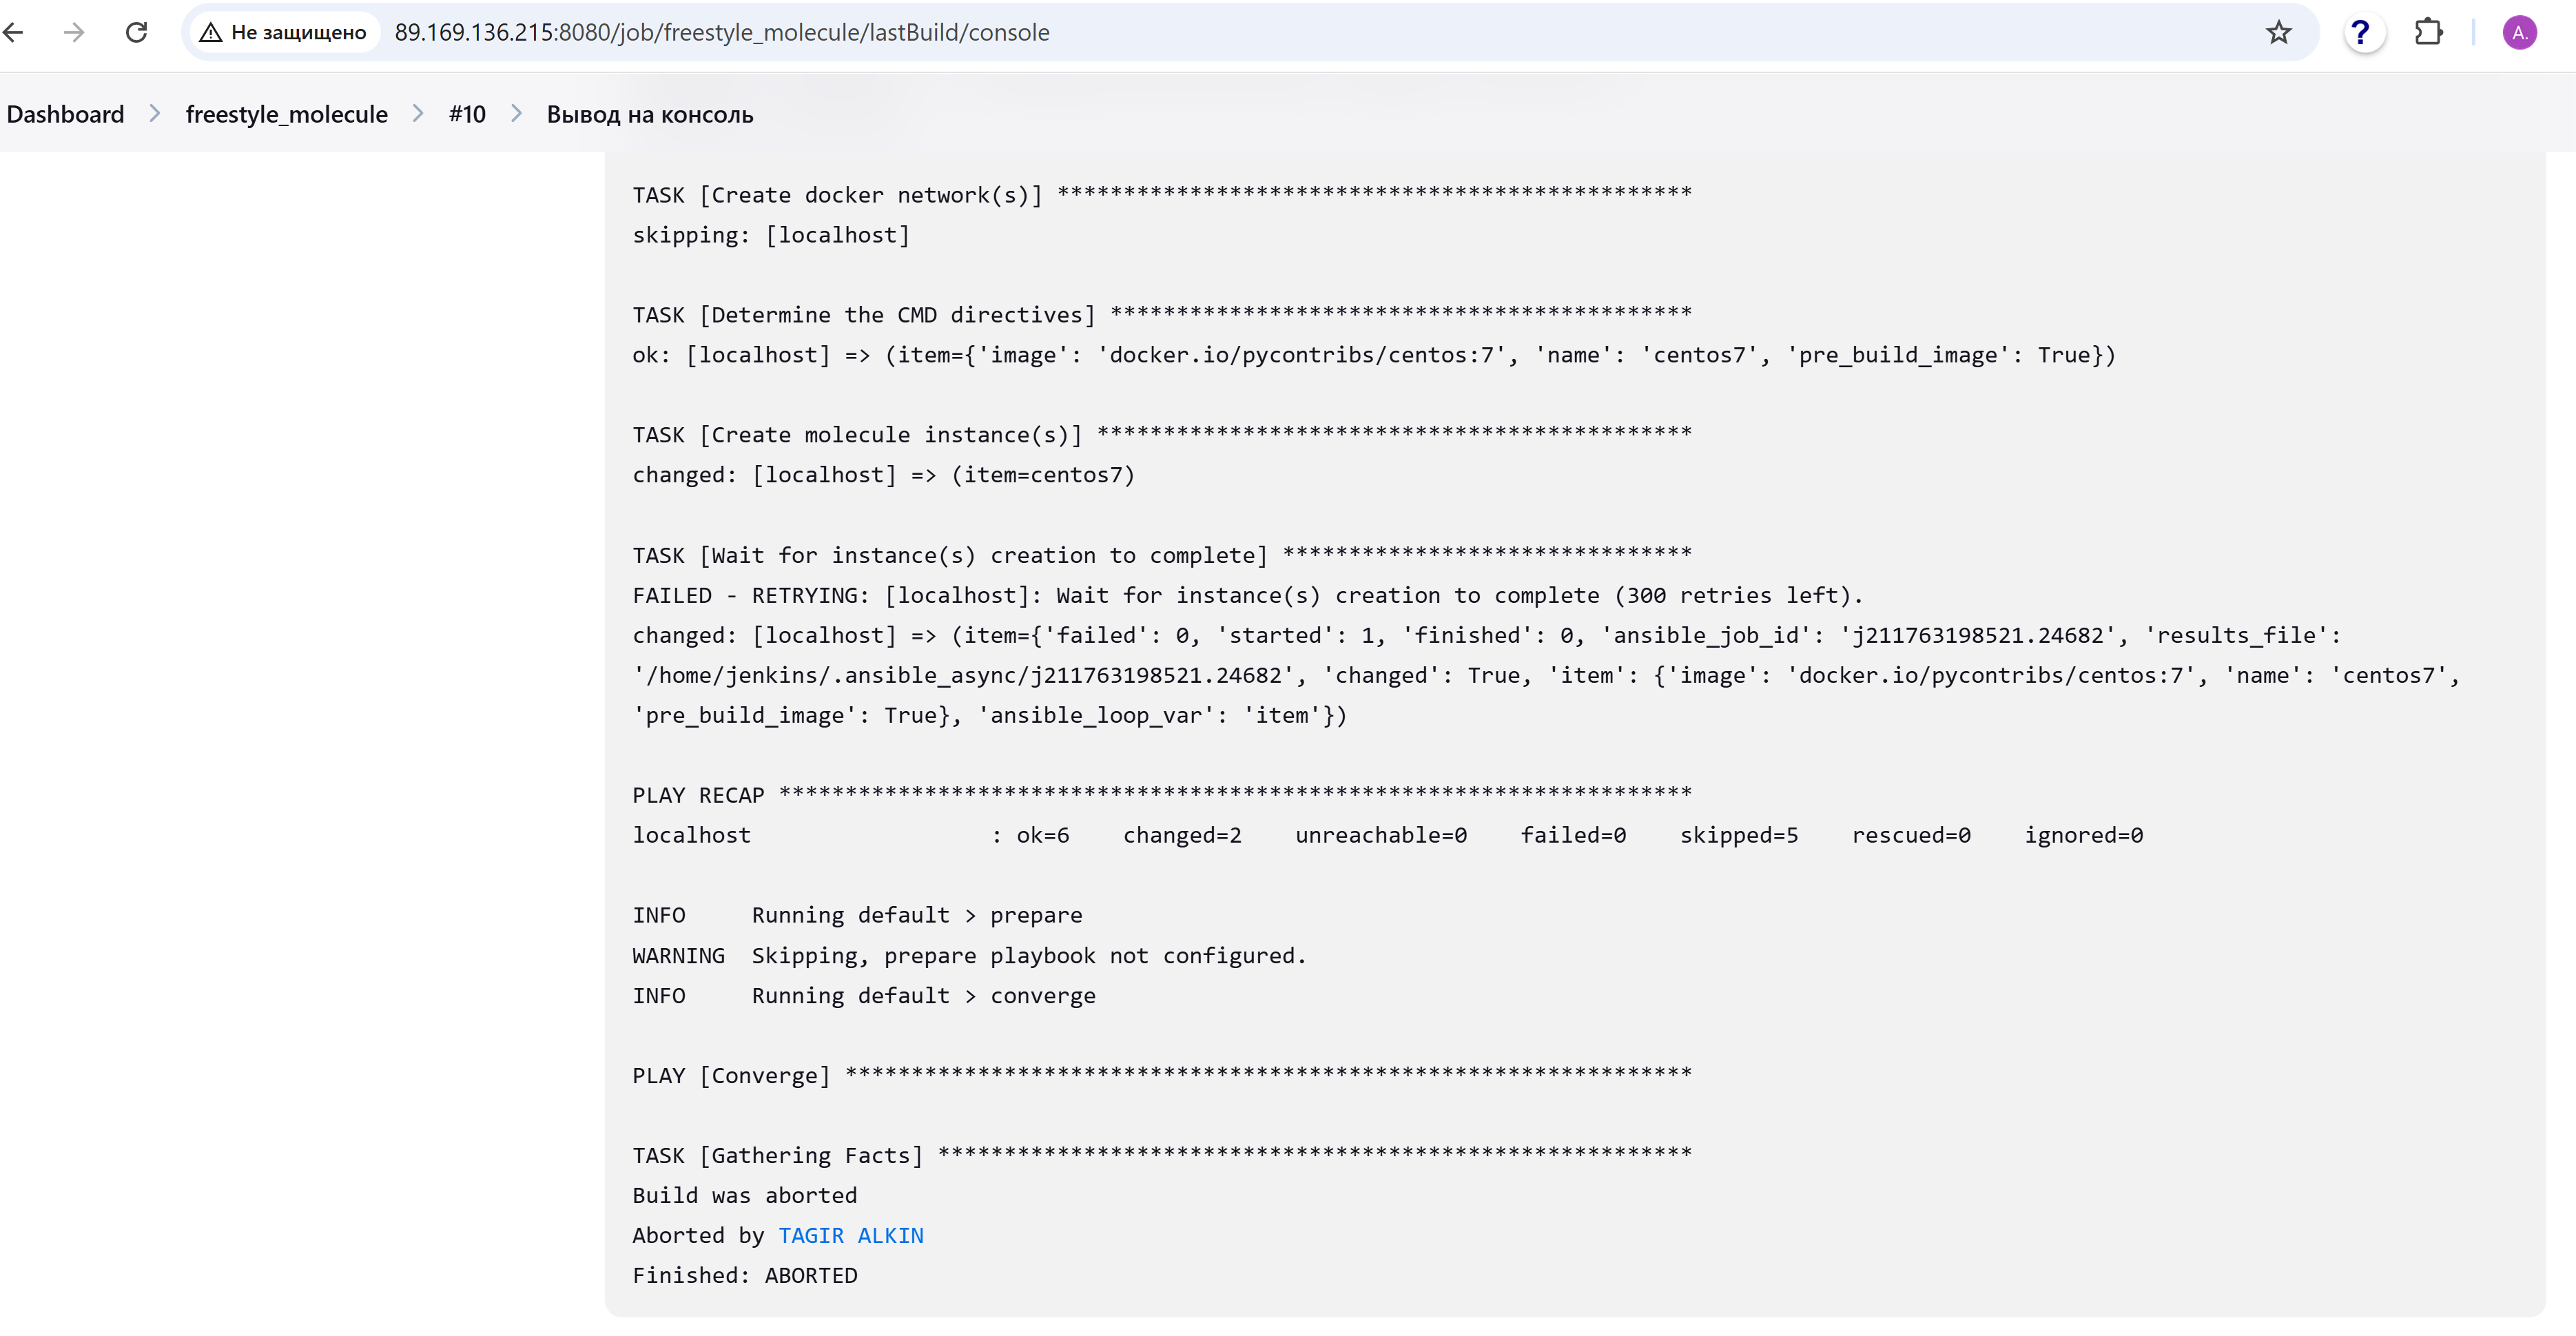 Не защищено 89.169.136.215:8080/job/freestyle_molecule/lastBuild/console ? A.
Dashboard > freestyle_molecule > #10 > Вывод на консоль
TASK [Create docker network(s)] ************************************************
skipping: [localhost]
TASK [Determine the CMD directives] ********************************************
ok: [localhost] => (item={'image': 'docker.io/pycontribs/centos:7', 'name': 'centos7', 'pre_build_image': True})
TASK [Create molecule instance(s)] *********************************************
changed: [localhost] => (item=centos7)
TASK [Wait for instance(s) creation to complete] *******************************
FAILED - RETRYING: [localhost]: Wait for instance(s) creation to complete (300 retries left).
changed: [localhost] => (item={'failed': 0, 'started': 1, 'finished': 0, 'ansible_job_id': 'j211763198521.24682', 'results_file':
'/home/jenkins/.ansible_async/j211763198521.24682', 'changed': True, 'item': {'image': 'docker.io/pycontribs/centos:7', 'name': 'centos7',
'pre_build_image': True}, 'ansible_loop_var': 'item'})
PLAY RECAP *********************************************************************
localhost : ok=6 changed=2 unreachable=0 failed=0 skipped=5 rescued=0 ignored=0
INFO Running default > prepare
WARNING Skipping, prepare playbook not configured.
INFO Running default > converge
PLAY [Converge] ****************************************************************
TASK [Gathering Facts] *********************************************************
Build was aborted
Aborted by TAGIR ALKIN
Finished: ABORTED